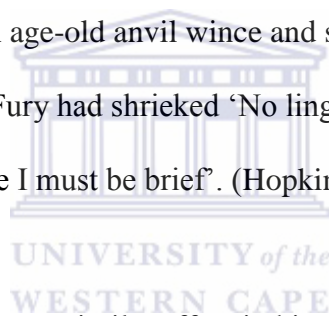 age-old anvil wince and s
Fury had shrieked ‘No ling
e I must be brief’. (Hopkin
UNIVERSITY of the
WESTERN CAPE